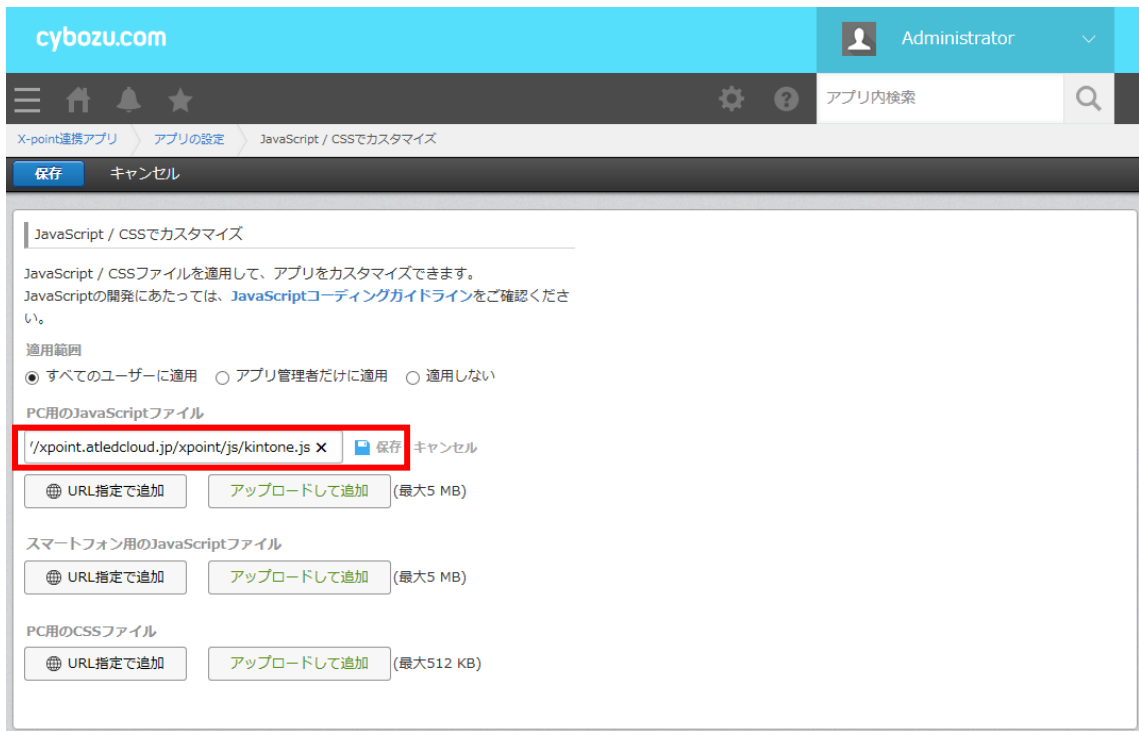 cybozu.com
Administrator
アプリ内検索
X-point連携アプリ アプリの設定 JavaScript / CSSでカスタマイズ
保存 キャンセル
JavaScript / CSSでカスタマイズ
JavaScript / CSSファイルを適用して、アプリをカスタマイズできます。
JavaScriptの開発にあたっては、JavaScriptコーディングガイドラインをご確認くださ
い。
適用範囲
すべてのユーザーに適用 アプリ管理者だけに適用 適用しない
PC用のJavaScriptファイル
/xpoint.atledcloud.jp/xpoint/js/kintone.js 保存 キャンセル
URL指定で追加 アップロードして追加 (最大5 MB)
スマートフォン用のJavaScriptファイル
URL指定で追加 アップロードして追加 (最大5 MB)
PC用のCSSファイル
URL指定で追加 アップロードして追加 (最大512 KB)